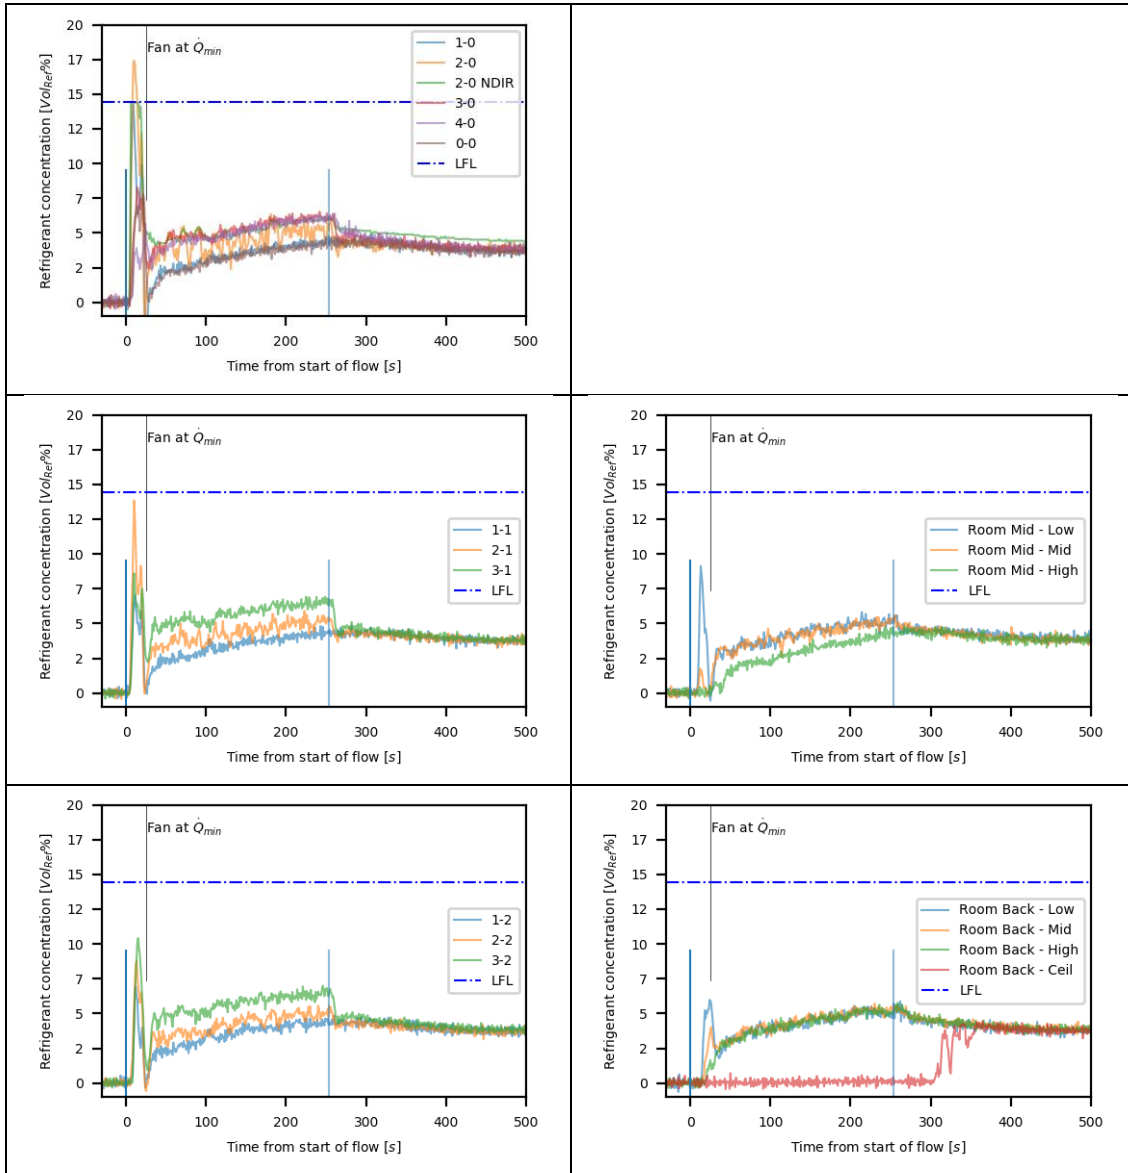 Refrigerant concentration [Vol_Ref%]
20
17
15
12
10
7
5
2
0
Fan at Q̇_min
1-0
2-0
2-0 NDIR
3-0
4-0
0-0
LFL
0 100 200 300 400 500
Time from start of flow [s]
Refrigerant concentration [Vol_Ref%]
20
17
15
12
10
7
5
2
0
Fan at Q̇_min
1-1
2-1
3-1
LFL
0 100 200 300 400 500
Time from start of flow [s]
Refrigerant concentration [Vol_Ref%]
20
17
15
12
10
7
5
2
0
Fan at Q̇_min
Room Mid - Low
Room Mid - Mid
Room Mid - High
LFL
0 100 200 300 400 500
Time from start of flow [s]
Refrigerant concentration [Vol_Ref%]
20
17
15
12
10
7
5
2
0
Fan at Q̇_min
1-2
2-2
3-2
LFL
0 100 200 300 400 500
Time from start of flow [s]
Refrigerant concentration [Vol_Ref%]
20
17
15
12
10
7
5
2
0
Fan at Q̇_min
Room Back - Low
Room Back - Mid
Room Back - High
Room Back - Ceil
LFL
0 100 200 300 400 500
Time from start of flow [s]